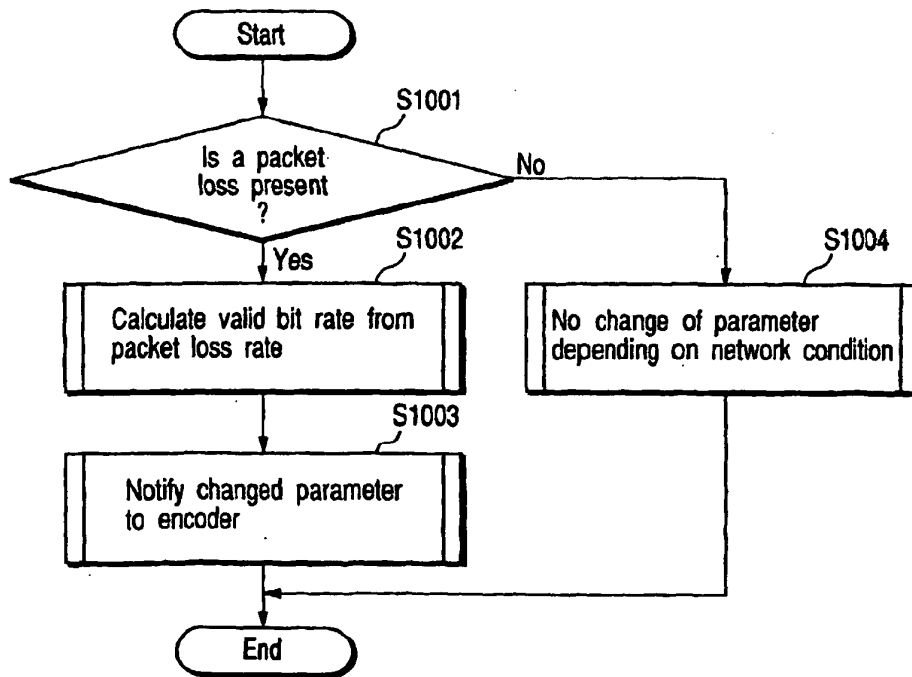 Start
S1001
Is a packet
loss present
?
No
Yes
S1002
Calculate valid bit rate from
packet loss rate
S1004
No change of parameter
depending on network condition
S1003
Notify changed parameter
to encoder
End